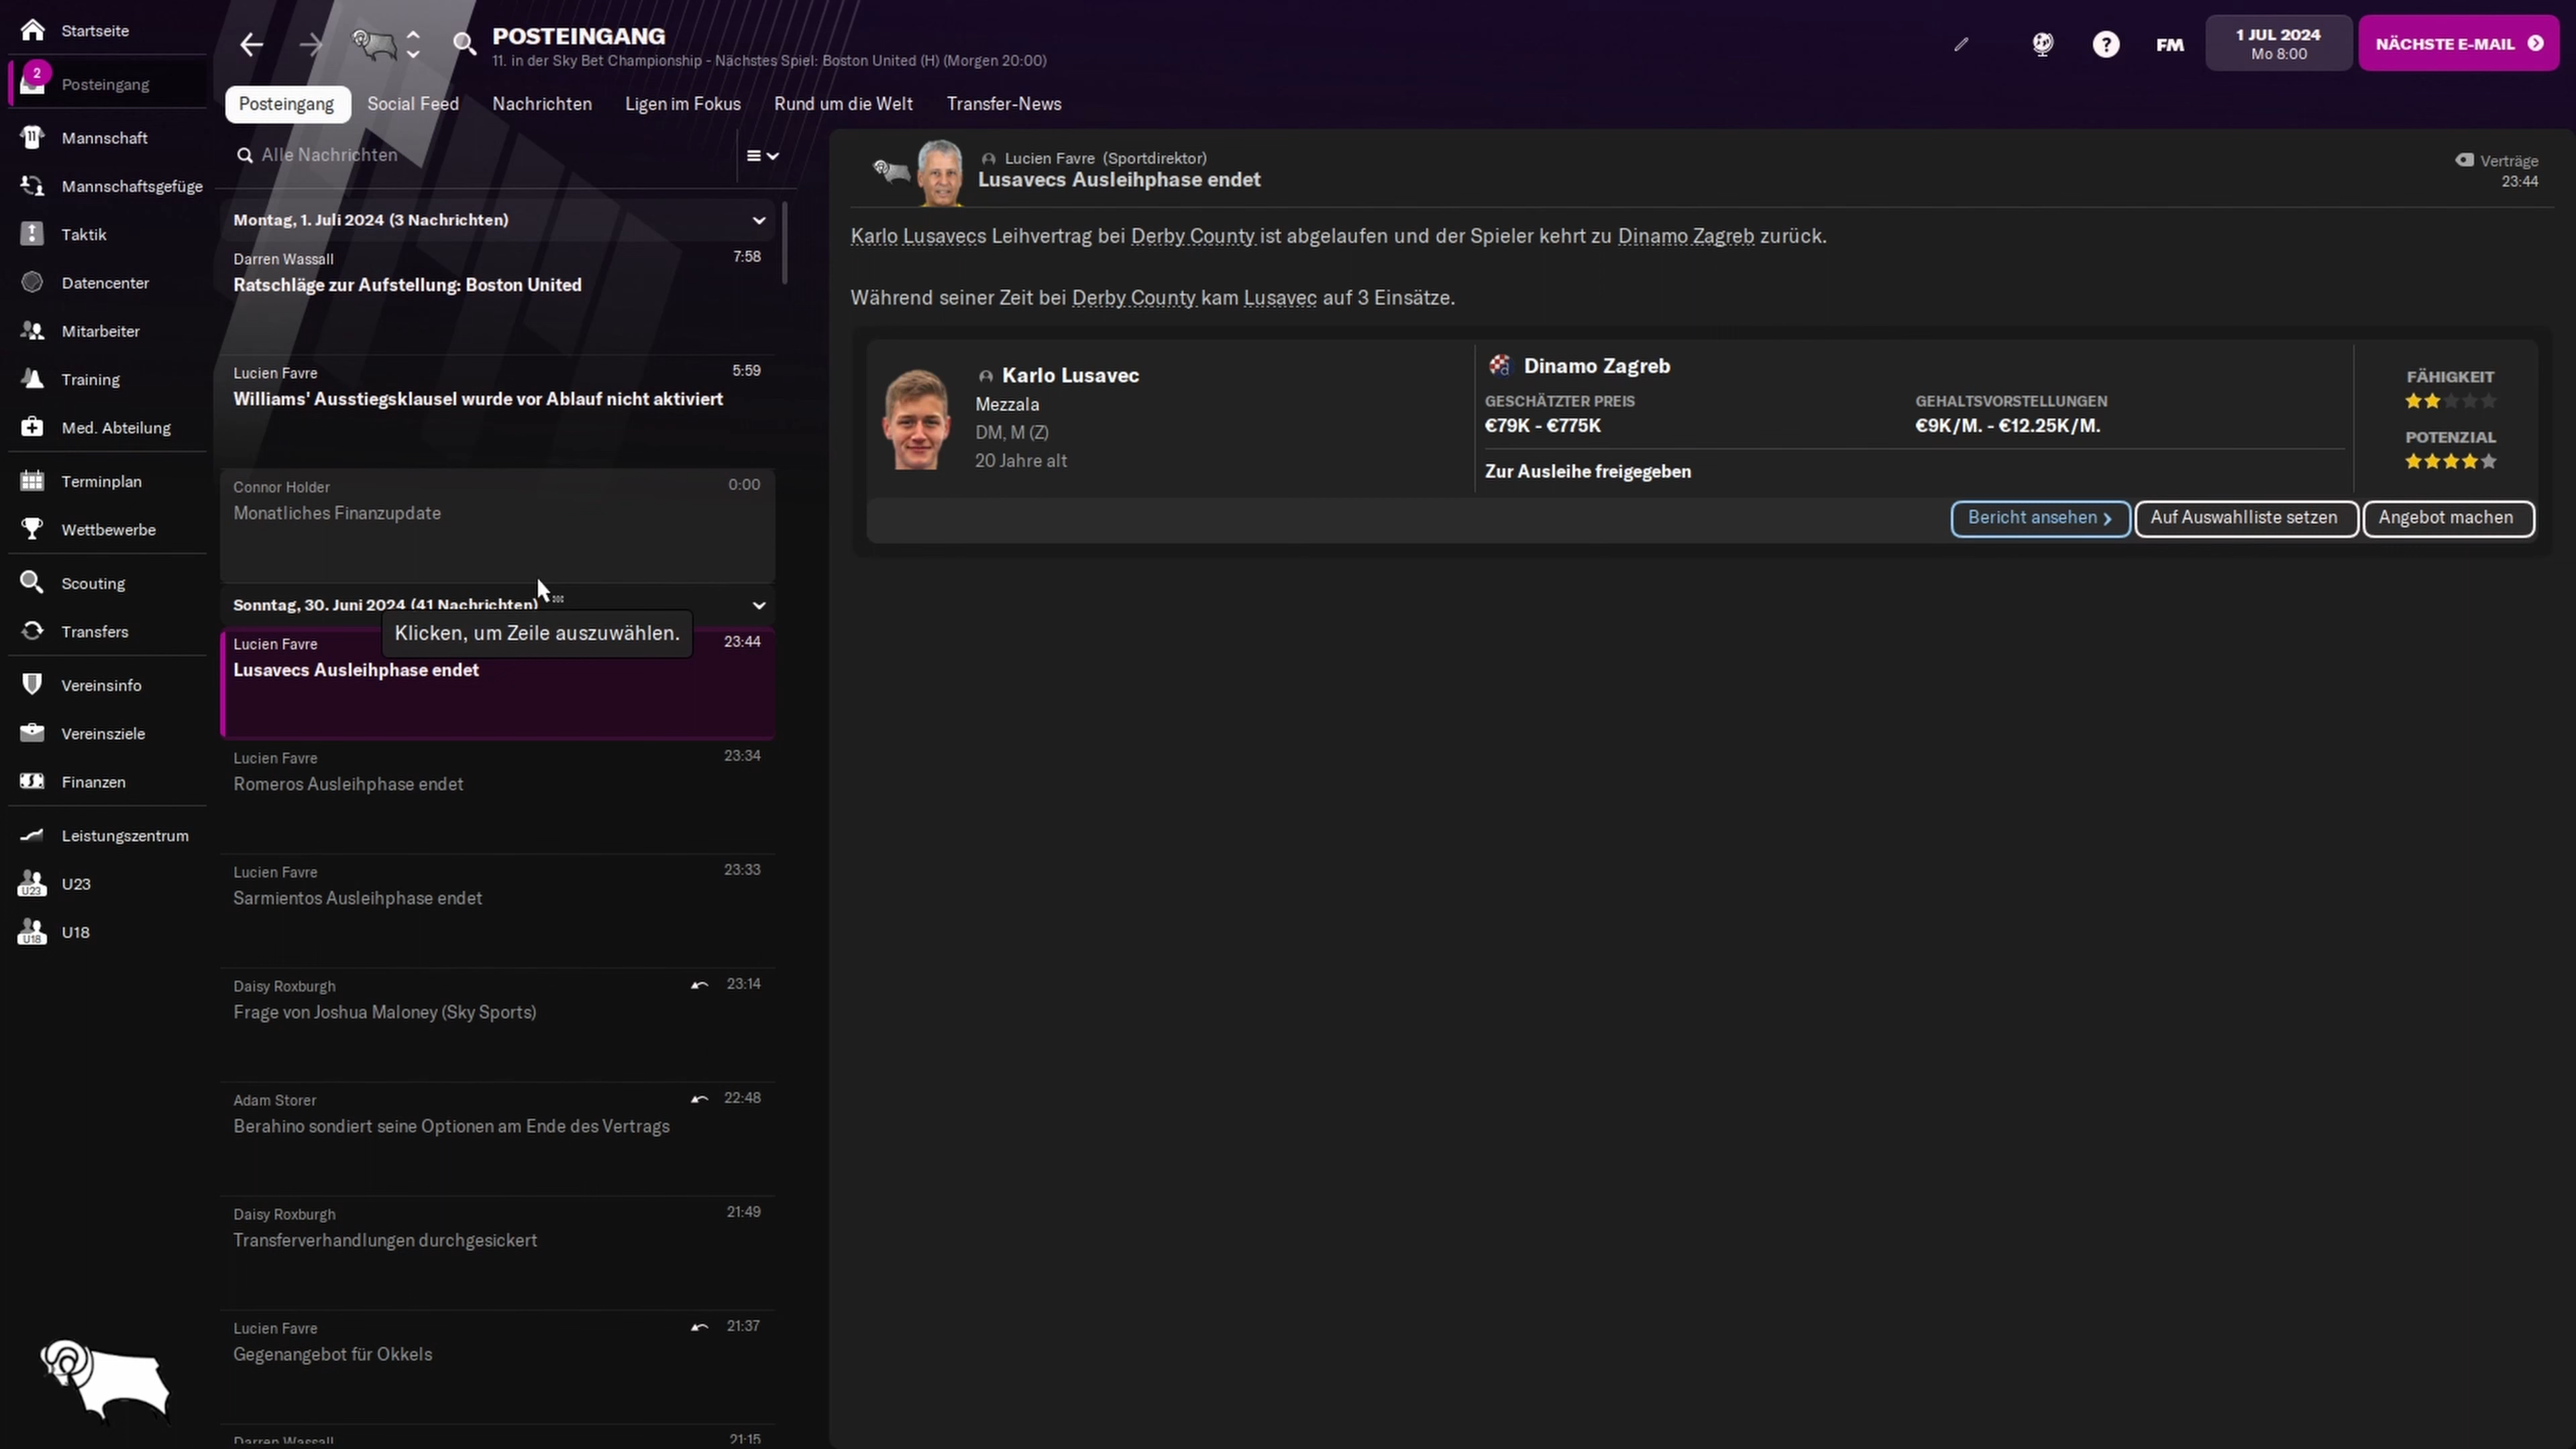 Startseite
2
Posteingang
11
Mannschaft
Mannschaftsgefüge
Taktik
Datencenter
Mitarbeiter
Training
Med. Abteilung
Terminplan
Wettbewerbe
Scouting
Transfers
Vereinsinfo
Vereinsziele
Finanzen
Leistungszentrum
U23
U23
U18
U18
POSTEINGANG
11. in der Sky Bet Championship - Nächstes Spiel: Boston United (H) (Morgen 20:00)
?
FM
1 JUL 2024
Mo 8:00
NÄCHSTE E-MAIL
Posteingang
Social Feed
Nachrichten
Ligen im Fokus
Rund um die Welt
Transfer-News
Alle Nachrichten
Montag, 1. Juli 2024 (3 Nachrichten)
Darren Wassall 7:58
Ratschläge zur Aufstellung: Boston United
Lucien Favre 5:59
Williams' Ausstiegsklausel wurde vor Ablauf nicht aktiviert
Connor Holder 0:00
Monatliches Finanzupdate
Sonntag, 30. Juni 2024 (41 Nachrichten)
Klicken, um Zeile auszuwählen.
Lucien Favre 23:44
Lusavecs Ausleihphase endet
Lucien Favre 23:34
Romeros Ausleihphase endet
Lucien Favre 23:33
Sarmientos Ausleihphase endet
Daisy Roxburgh 23:14
Frage von Joshua Maloney (Sky Sports)
Adam Storer 22:48
Berahino sondiert seine Optionen am Ende des Vertrags
Daisy Roxburgh 21:49
Transferverhandlungen durchgesickert
Lucien Favre 21:37
Gegenangebot für Okkels
Darren Wassall 21:15
Lucien Favre (Sportdirektor)
Lusavecs Ausleihphase endet
Verträge
23:44
Karlo Lusavecs Leihvertrag bei Derby County ist abgelaufen und der Spieler kehrt zu Dinamo Zagreb zurück.
Während seiner Zeit bei Derby County kam Lusavec auf 3 Einsätze.
Karlo Lusavec
Mezzala
DM, M (Z)
20 Jahre alt
Dinamo Zagreb
GESCHÄTZTER PREIS
€79K - €775K
GEHALTSVORSTELLUNGEN
€9K/M. - €12.25K/M.
Zur Ausleihe freigegeben
FÄHIGKEIT
POTENZIAL
Bericht ansehen
Auf Auswahlliste setzen
Angebot machen